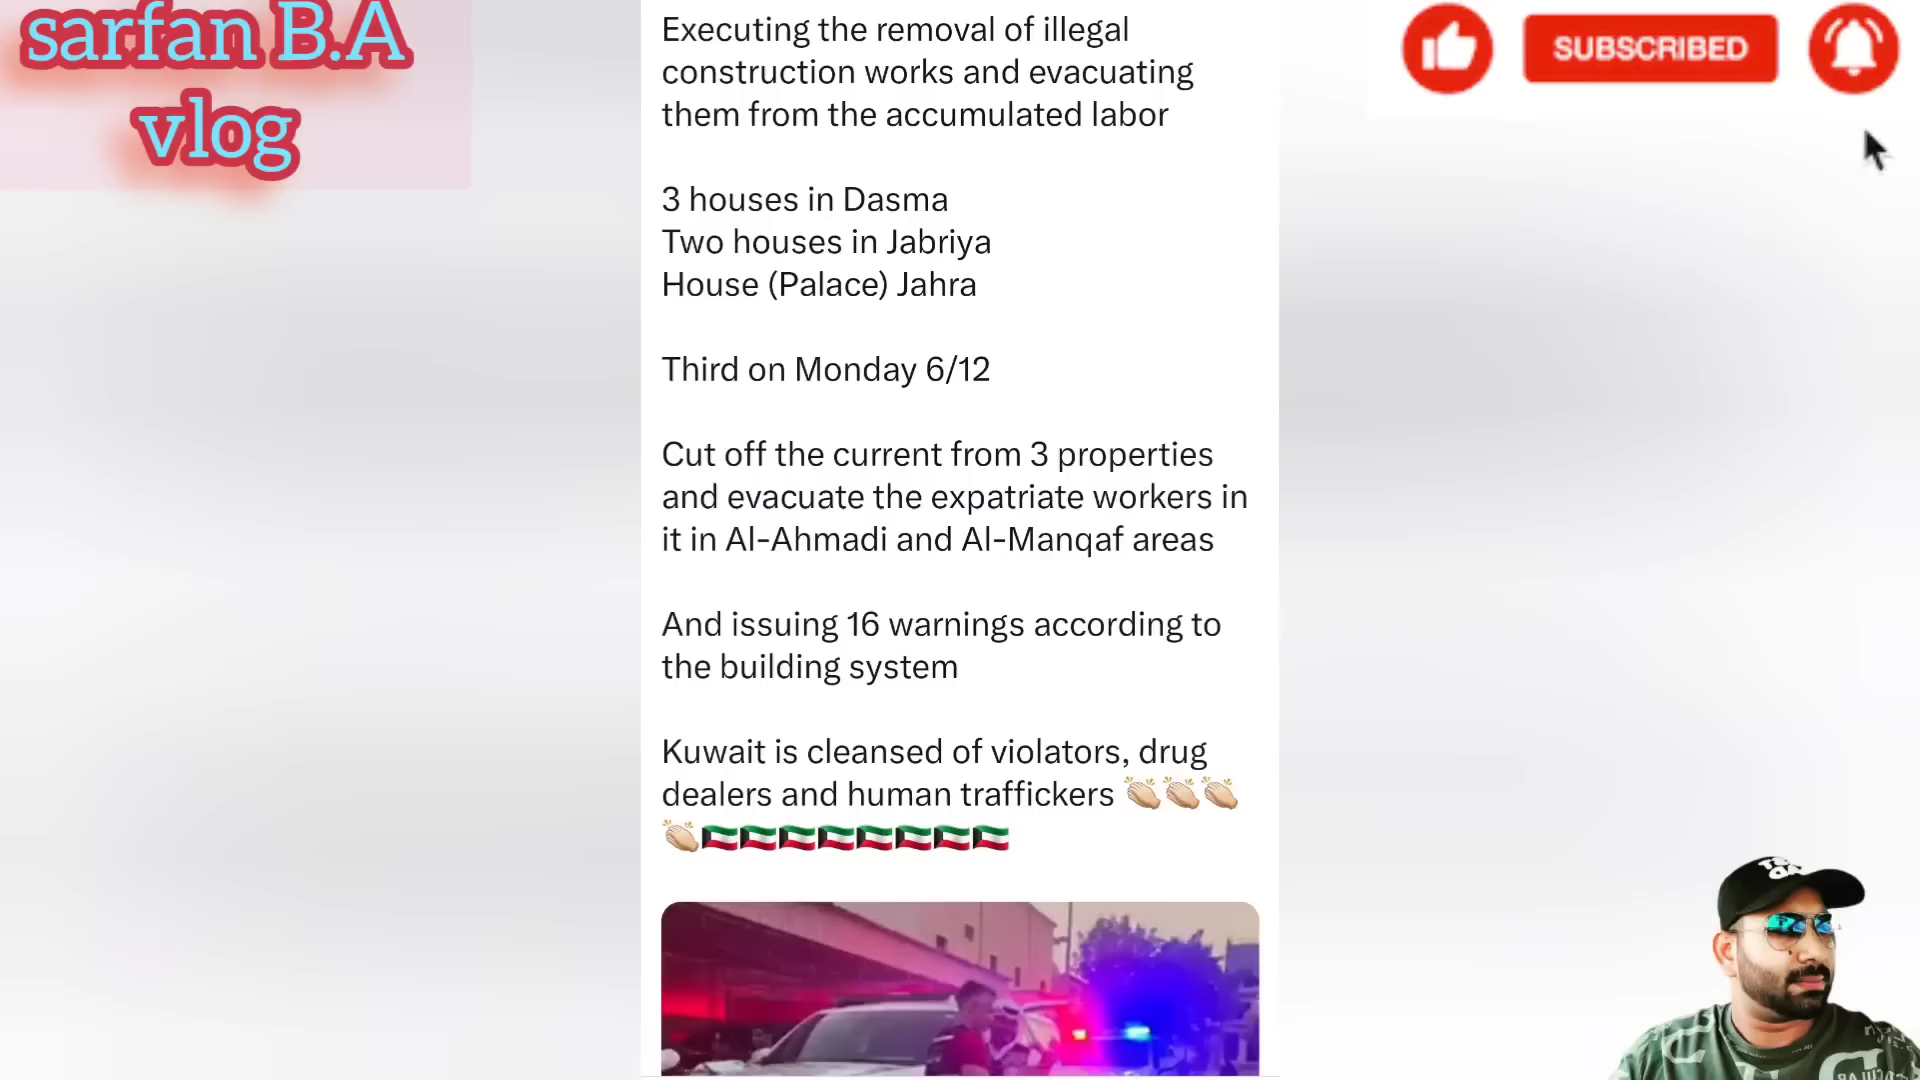 sarfan B.A
vlog
SUBSCRIBED
Executing the removal of illegal
construction works and evacuating
them from the accumulated labor
3 houses in Dasma
Two houses in Jabriya
House (Palace) Jahra
Third on Monday 6/12
Cut off the current from 3 properties
and evacuate the expatriate workers in
it in Al-Ahmadi and Al-Manqaf areas
And issuing 16 warnings according to
the building system
Kuwait is cleansed of violators, drug
dealers and human traffickers 👏🏻👏🏻👏🏻
👏🏻🇰🇼🇰🇼🇰🇼🇰🇼🇰🇼🇰🇼🇰🇼🇰🇼